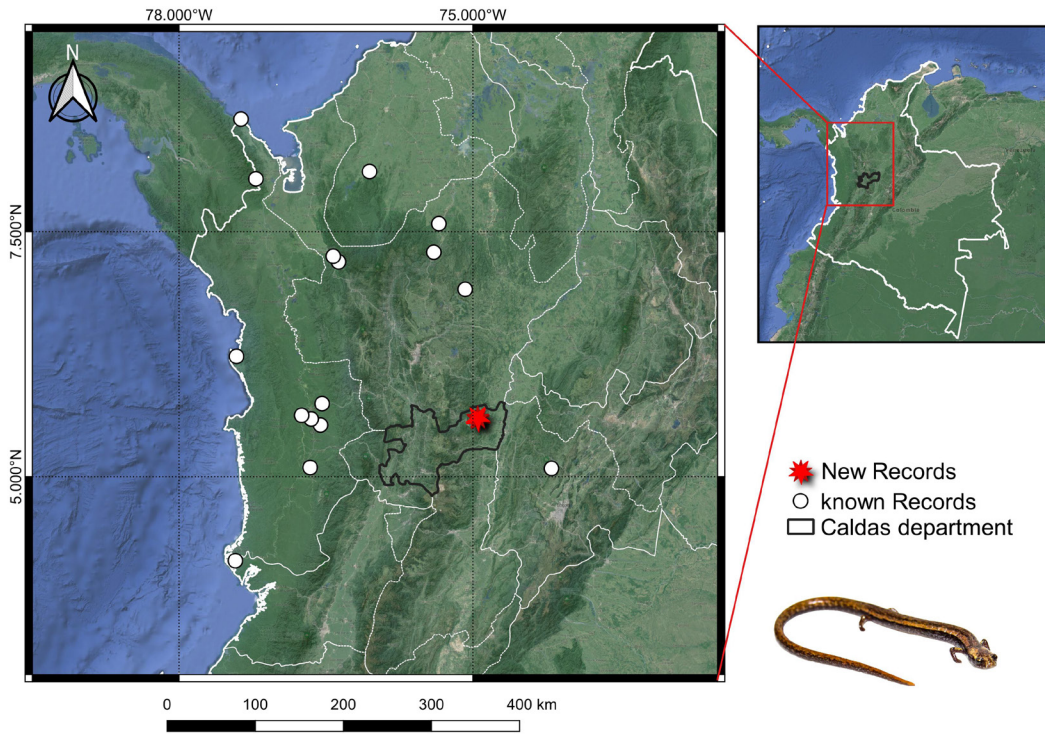 78.000°W 75.000°W
N
7.500°N
5.000°N
New Records
known Records
Caldas department
0 100 200 300 400 km